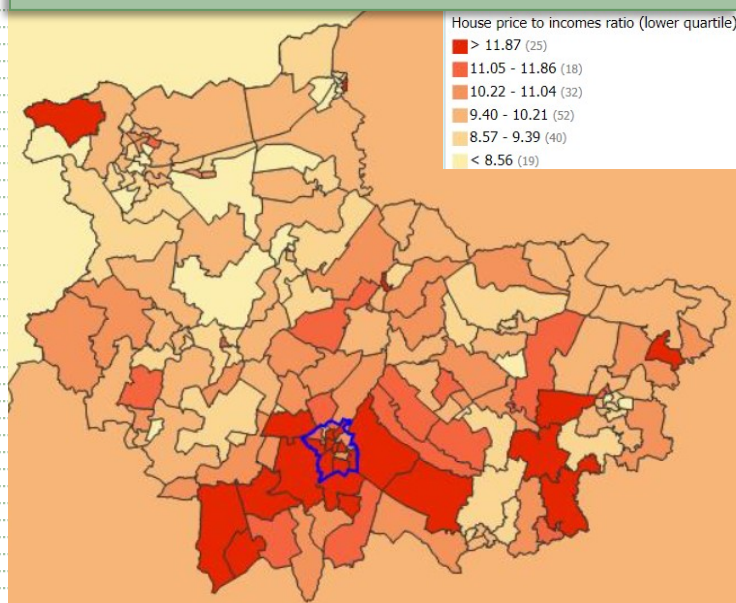 House price to incomes ratio (lower quartile)
> 11.87 (25)
11.05 - 11.86 (18)
10.22 - 11.04 (32)
9.40 - 10.21 (52)
8.57 - 9.39 (40)
< 8.56 (19)